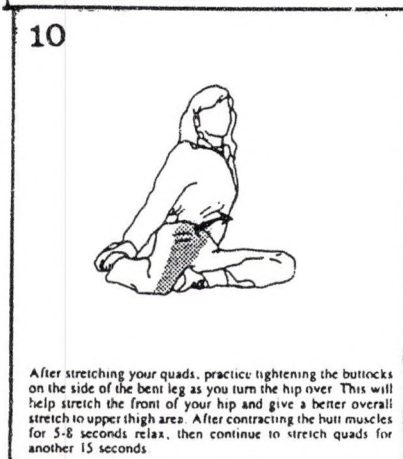 10
After stretching your quads, practice tightening the buttocks
on the side of the bent leg as you turn the hip over This will
help stretch the front of your hip and give a better overall
stretch to upper thigh area. After contracting the butt muscles
for 5-8 seconds relax, then continue to stretch quads for
another 15 seconds